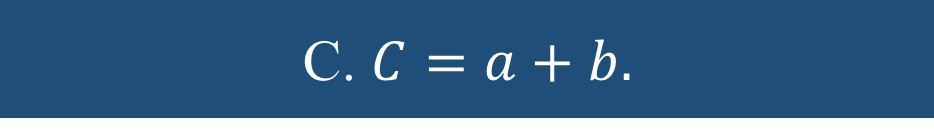 C. C = a + b.